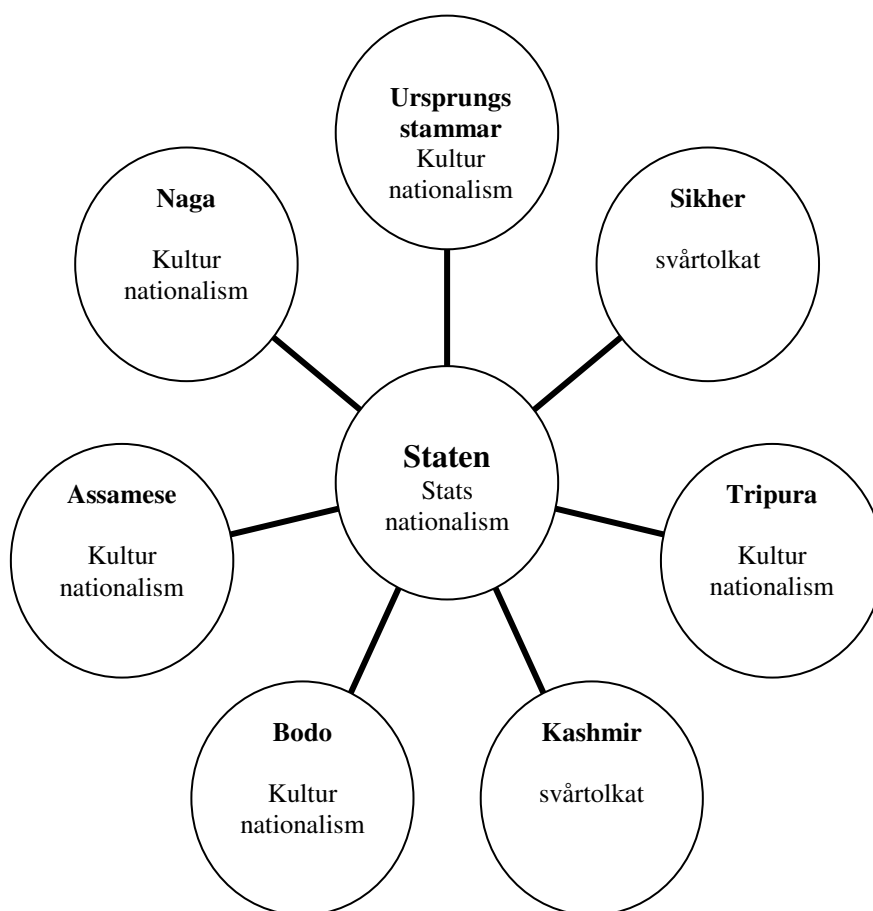 Ursprungs
stammar
Kultur
nationalism
Naga
Kultur
nationalism
Sikher
svårtolkat
Staten
Stats
nationalism
Assamese
Kultur
nationalism
Tripura
Kultur
nationalism
Bodo
Kultur
nationalism
Kashmir
svårtolkat